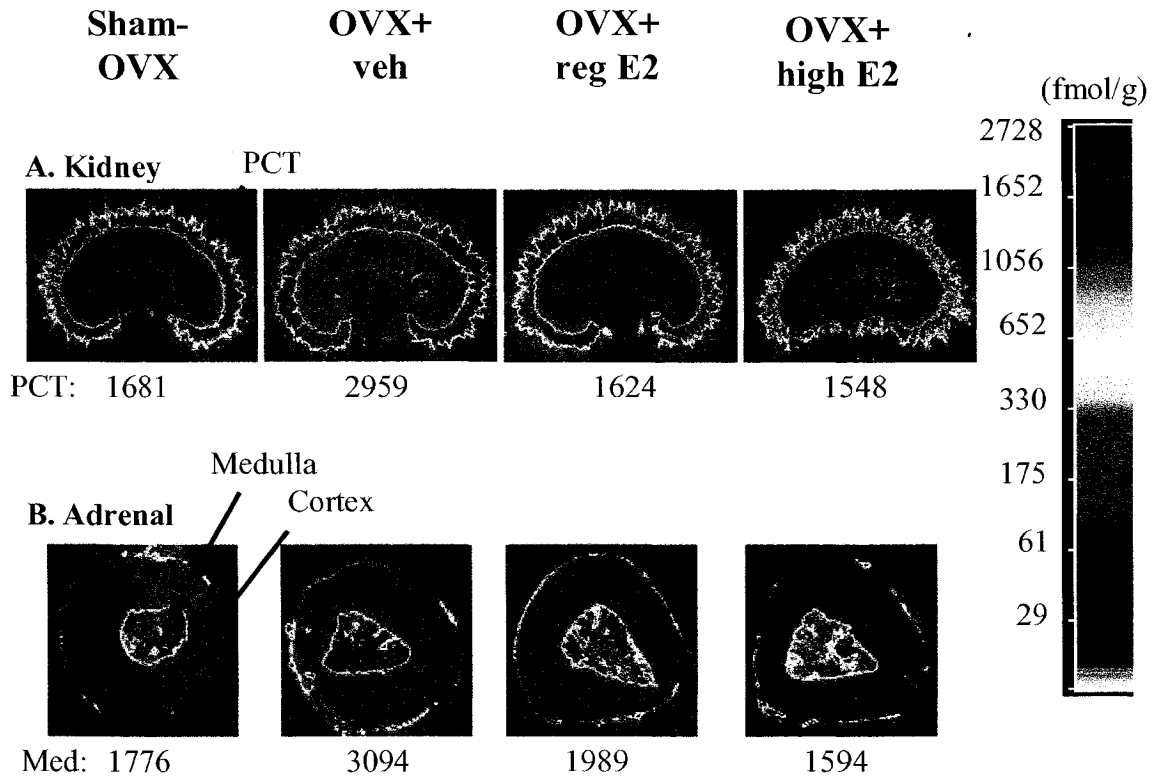 Sham-
OVX
OVX+
veh
OVX+
reg E2
OVX+
high E2
(fmol/g)
2728
1652
1056
652
330
175
61
29
A. Kidney
PCT
PCT: 1681 2959 1624 1548
Medulla
Cortex
B. Adrenal
Med: 1776 3094 1989 1594